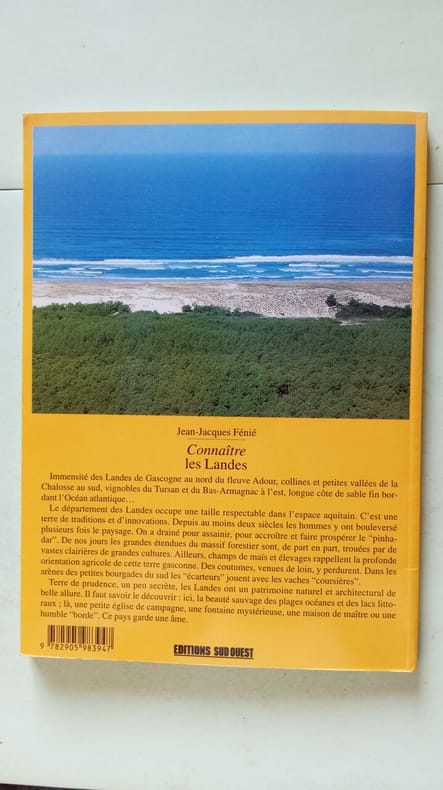 Jean-Jacques Fénié
Connaître
les Landes
Immensité des Landes de Gascogne au nord du fleuve Adour, collines et petites vallées de la
Chalosse au sud, vignobles du Tursan et du Bas-Armagnac à l'est, longue côte de sable fin bor-
dant l'Océan atlantique…
Le département des Landes occupe une taille respectable dans l'espace aquitain. C'est une
terre de traditions et d'innovations. Depuis au moins deux siècles les hommes y ont bouleversé
plusieurs fois le paysage. On a drainé pour assainir, pour accroître et faire prospérer le "pinha-
dar". De nos jours les grandes étendues du massif forestier sont, de part en part, trouées par de
vastes clairières de grandes cultures. Ailleurs, champs de maïs et élevages rappellent la profonde
orientation agricole de cette terre gasconne. Des coutumes, venues de loin, y perdurent. Dans les
arènes des petites bourgades du sud les "écarteurs" jouent avec les vaches "coursières".
Terre de prudence, un peu secrète, les Landes ont un patrimoine naturel et architectural de
belle allure. Il faut savoir le découvrir : ici, la beauté sauvage des plages océanes et des lacs litto-
raux ; là, une petite église de campagne, une fontaine mystérieuse, une maison de maître ou une
humble "borde". Ce pays garde une âme.
9 782905 983947
EDITIONS SUD OUEST